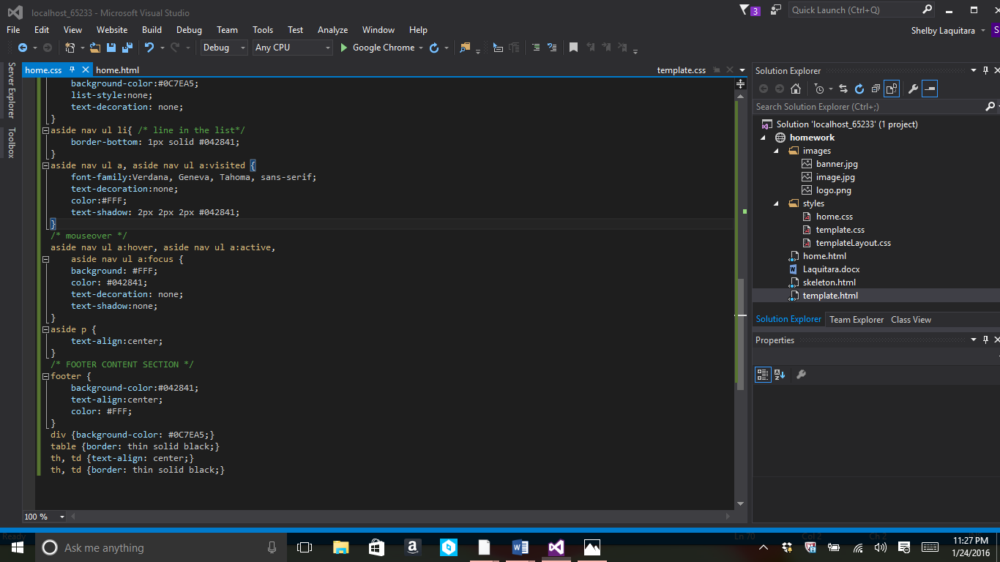 localhost_65233 - Microsoft Visual Studio
3
Quick Launch (Ctrl+Q)
File Edit View Website Build Debug Team Tools Test Analyze Window Help
Shelby Laquitara
S
Debug
Any CPU
Google Chrome
Server Explorer
Toolbox
home.css
home.html
template.css
background-color:#0C7EA5;
list-style:none;
text-decoration: none;
}
aside nav ul li{ /* line in the list*/
border-bottom: 1px solid #042841;
}
aside nav ul a, aside nav ul a:visited {
font-family:Verdana, Geneva, Tahoma, sans-serif;
text-decoration:none;
color:#FFF;
text-shadow: 2px 2px 2px #042841;
}
/* mouseover */
aside nav ul a:hover, aside nav ul a:active,
aside nav ul a:focus {
background: #FFF;
color: #042841;
text-decoration: none;
text-shadow:none;
}
aside p {
text-align:center;
}
/* FOOTER CONTENT SECTION */
footer {
background-color:#042841;
text-align:center;
color: #FFF;
}
div {background-color: #0C7EA5;}
table {border: thin solid black;}
th, td {text-align: center;}
th, td {border: thin solid black;}
100 %
Solution Explorer
Search Solution Explorer (Ctrl+;)
Solution 'localhost_65233' (1 project)
homework
images
banner.jpg
image.jpg
logo.png
styles
home.css
template.css
templateLayout.css
home.html
Laquitara.docx
skeleton.html
template.html
Solution Explorer Team Explorer Class View
Properties
Ready
Ln 70 Col 2 Ch 2
Ask me anything
11:27 PM
1/24/2016